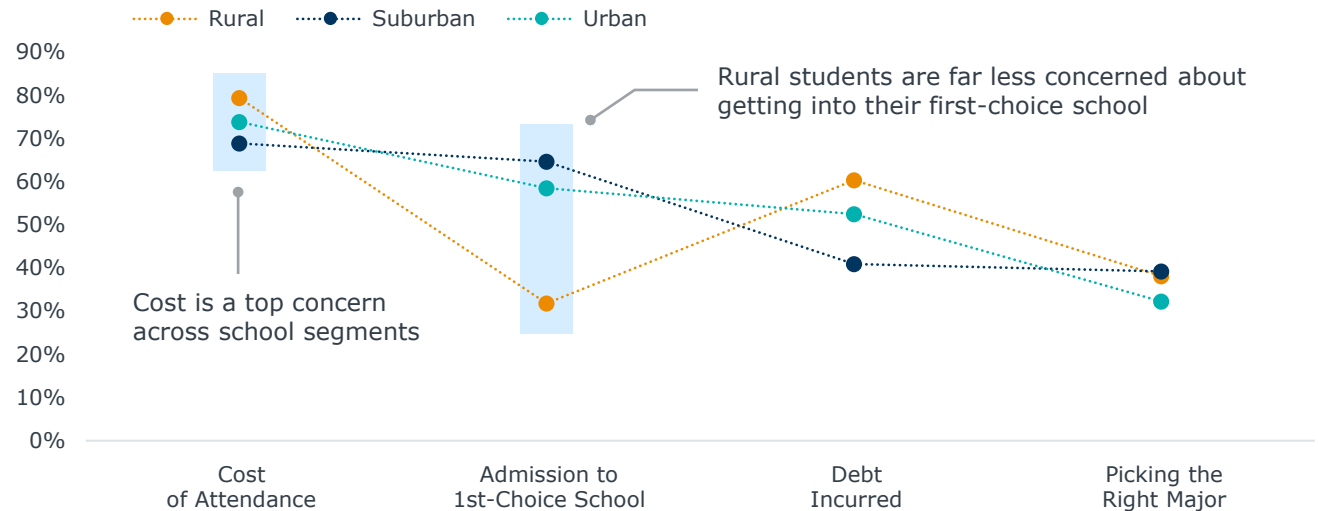 Rural
Suburban
Urban
90%
80%
70%
60%
50%
40%
30%
20%
10%
0%
Rural students are far less concerned about
getting into their first-choice school
Cost is a top concern
across school segments
Cost
of Attendance
Admission to
1st-Choice School
Debt
Incurred
Picking the
Right Major